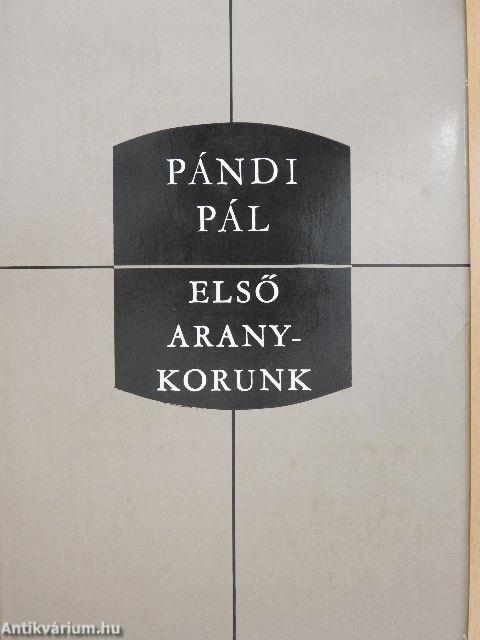 PÁNDI
PÁL
ELSŐ
ARANY-
KORUNK
Antikvárium.hu